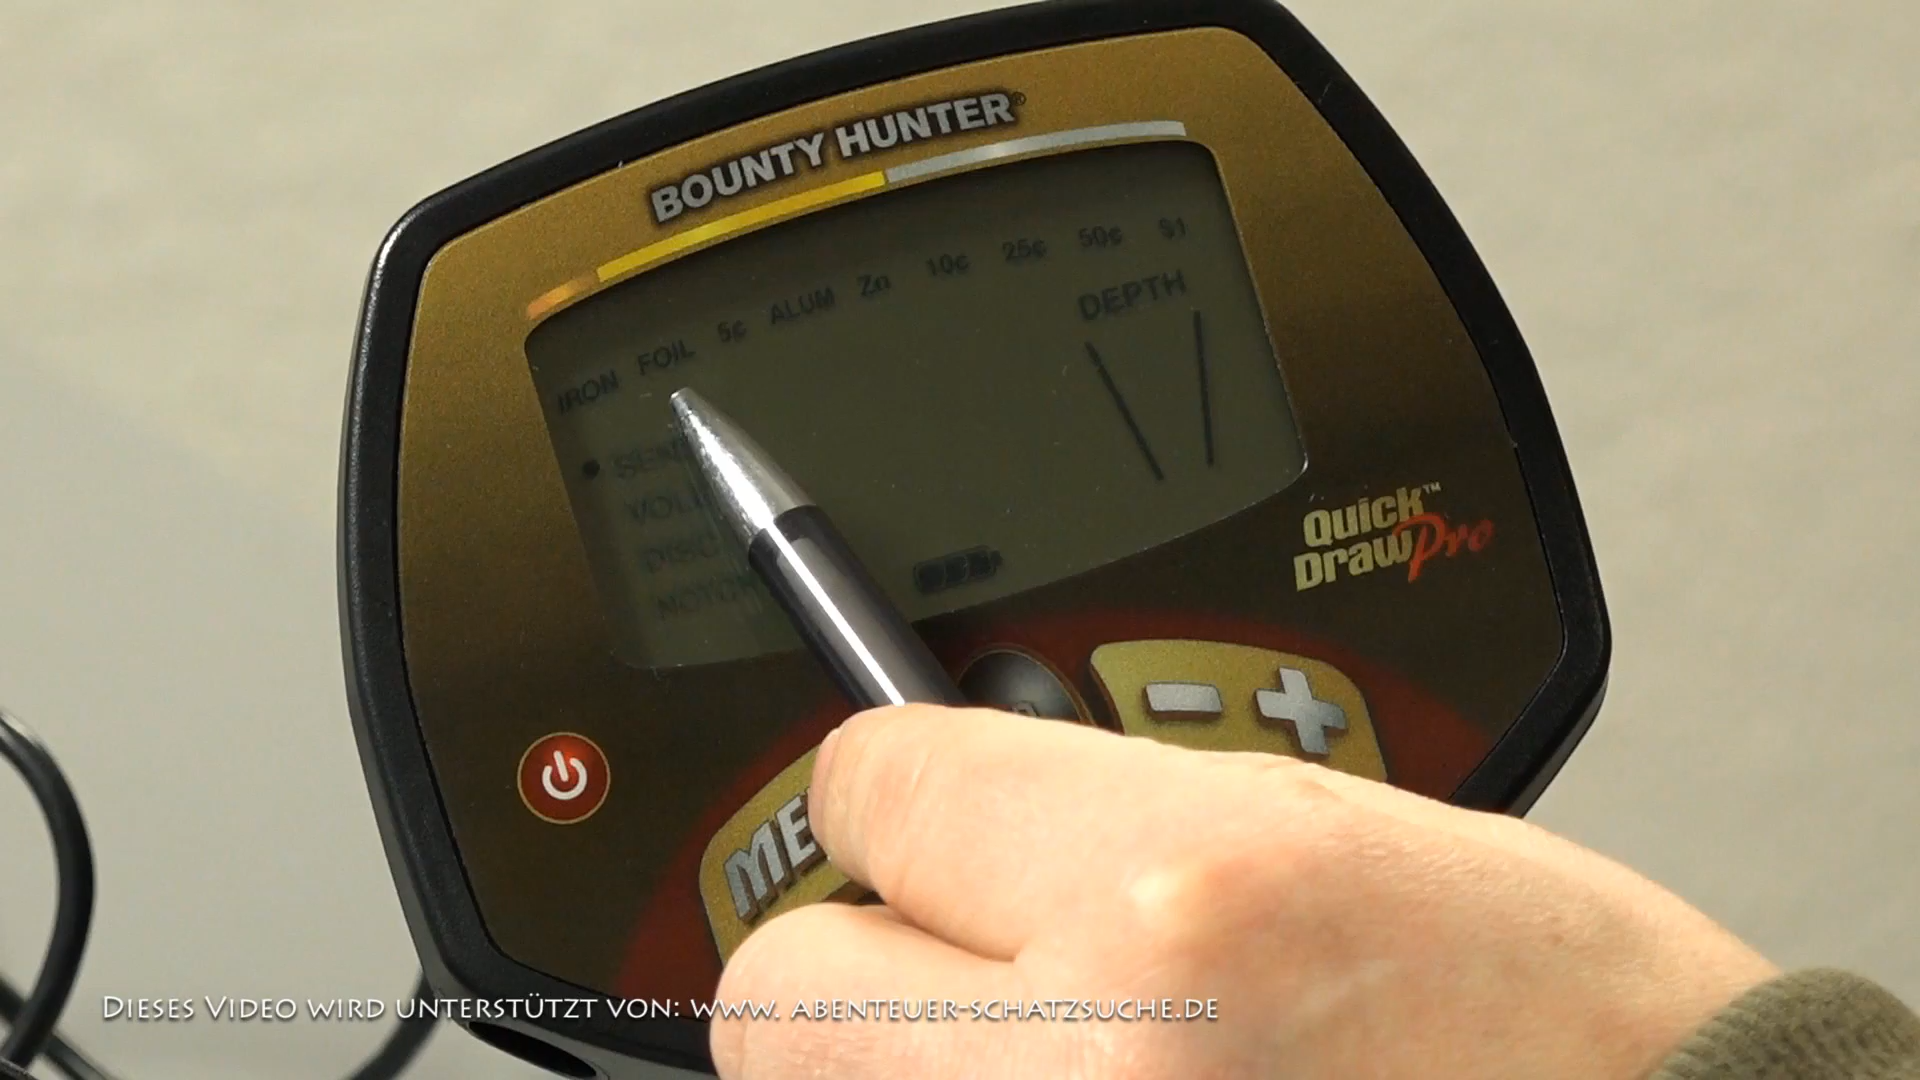 BOUNTY HUNTER®
IRON FOIL 5¢ ALUM Zn 10¢ 25¢ 50¢ $1
DEPTH
Quick™
Draw Pro
- +
DIESES VIDEO WIRD UNTERSTÜTZT VON: WWW. ABENTEUER-SCHATZSUCHE.DE